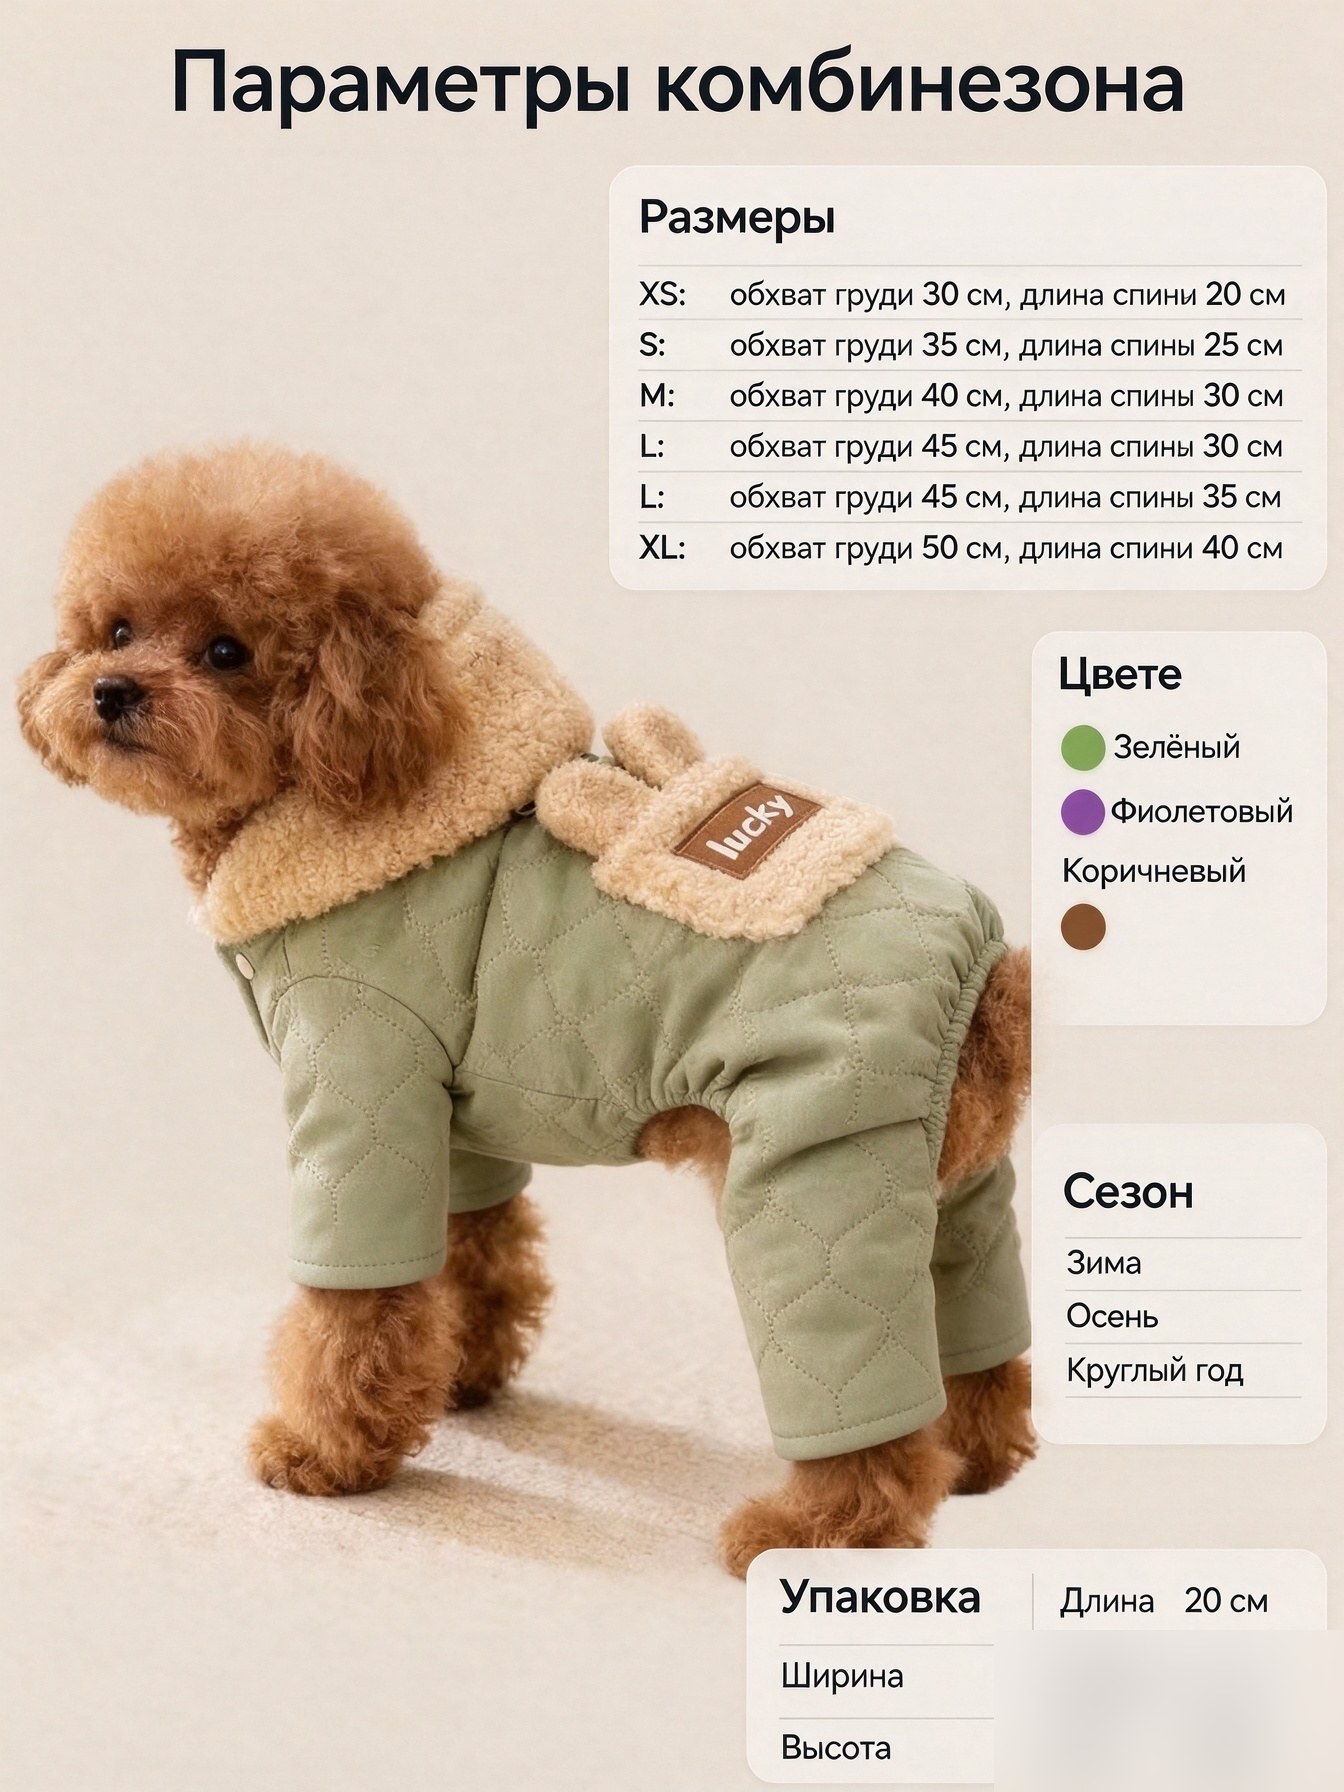 Параметры комбинезона
Размеры
XS: обхват груди 30 см, длина спини 20 см
S: обхват груди 35 см, длина спины 25 см
M: обхват груди 40 см, длина спины 30 см
L: обхват груди 45 см, длина спины 30 см
L: обхват груди 45 см, длина спины 35 см
XL: обхват груди 50 см, длина спини 40 см
lucky
Цвете
Зелёный
Фиолетовый
Коричневый
Сезон
Зима
Осень
Круглый год
Упаковка
Длина 20 см
Ширина
Высота